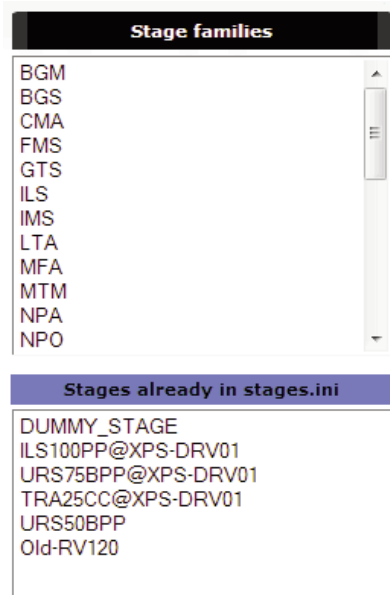 Stage families
BGM
BGS
CMA
FMS
GTS
ILS
IMS
LTA
MFA
MTM
NPA
NPO
Stages already in stages.ini
DUMMY_STAGE
ILS100PP@XPS-DRV01
URS75BPP@XPS-DRV01
TRA25CC@XPS-DRV01
URS50BPP
Old-RV120